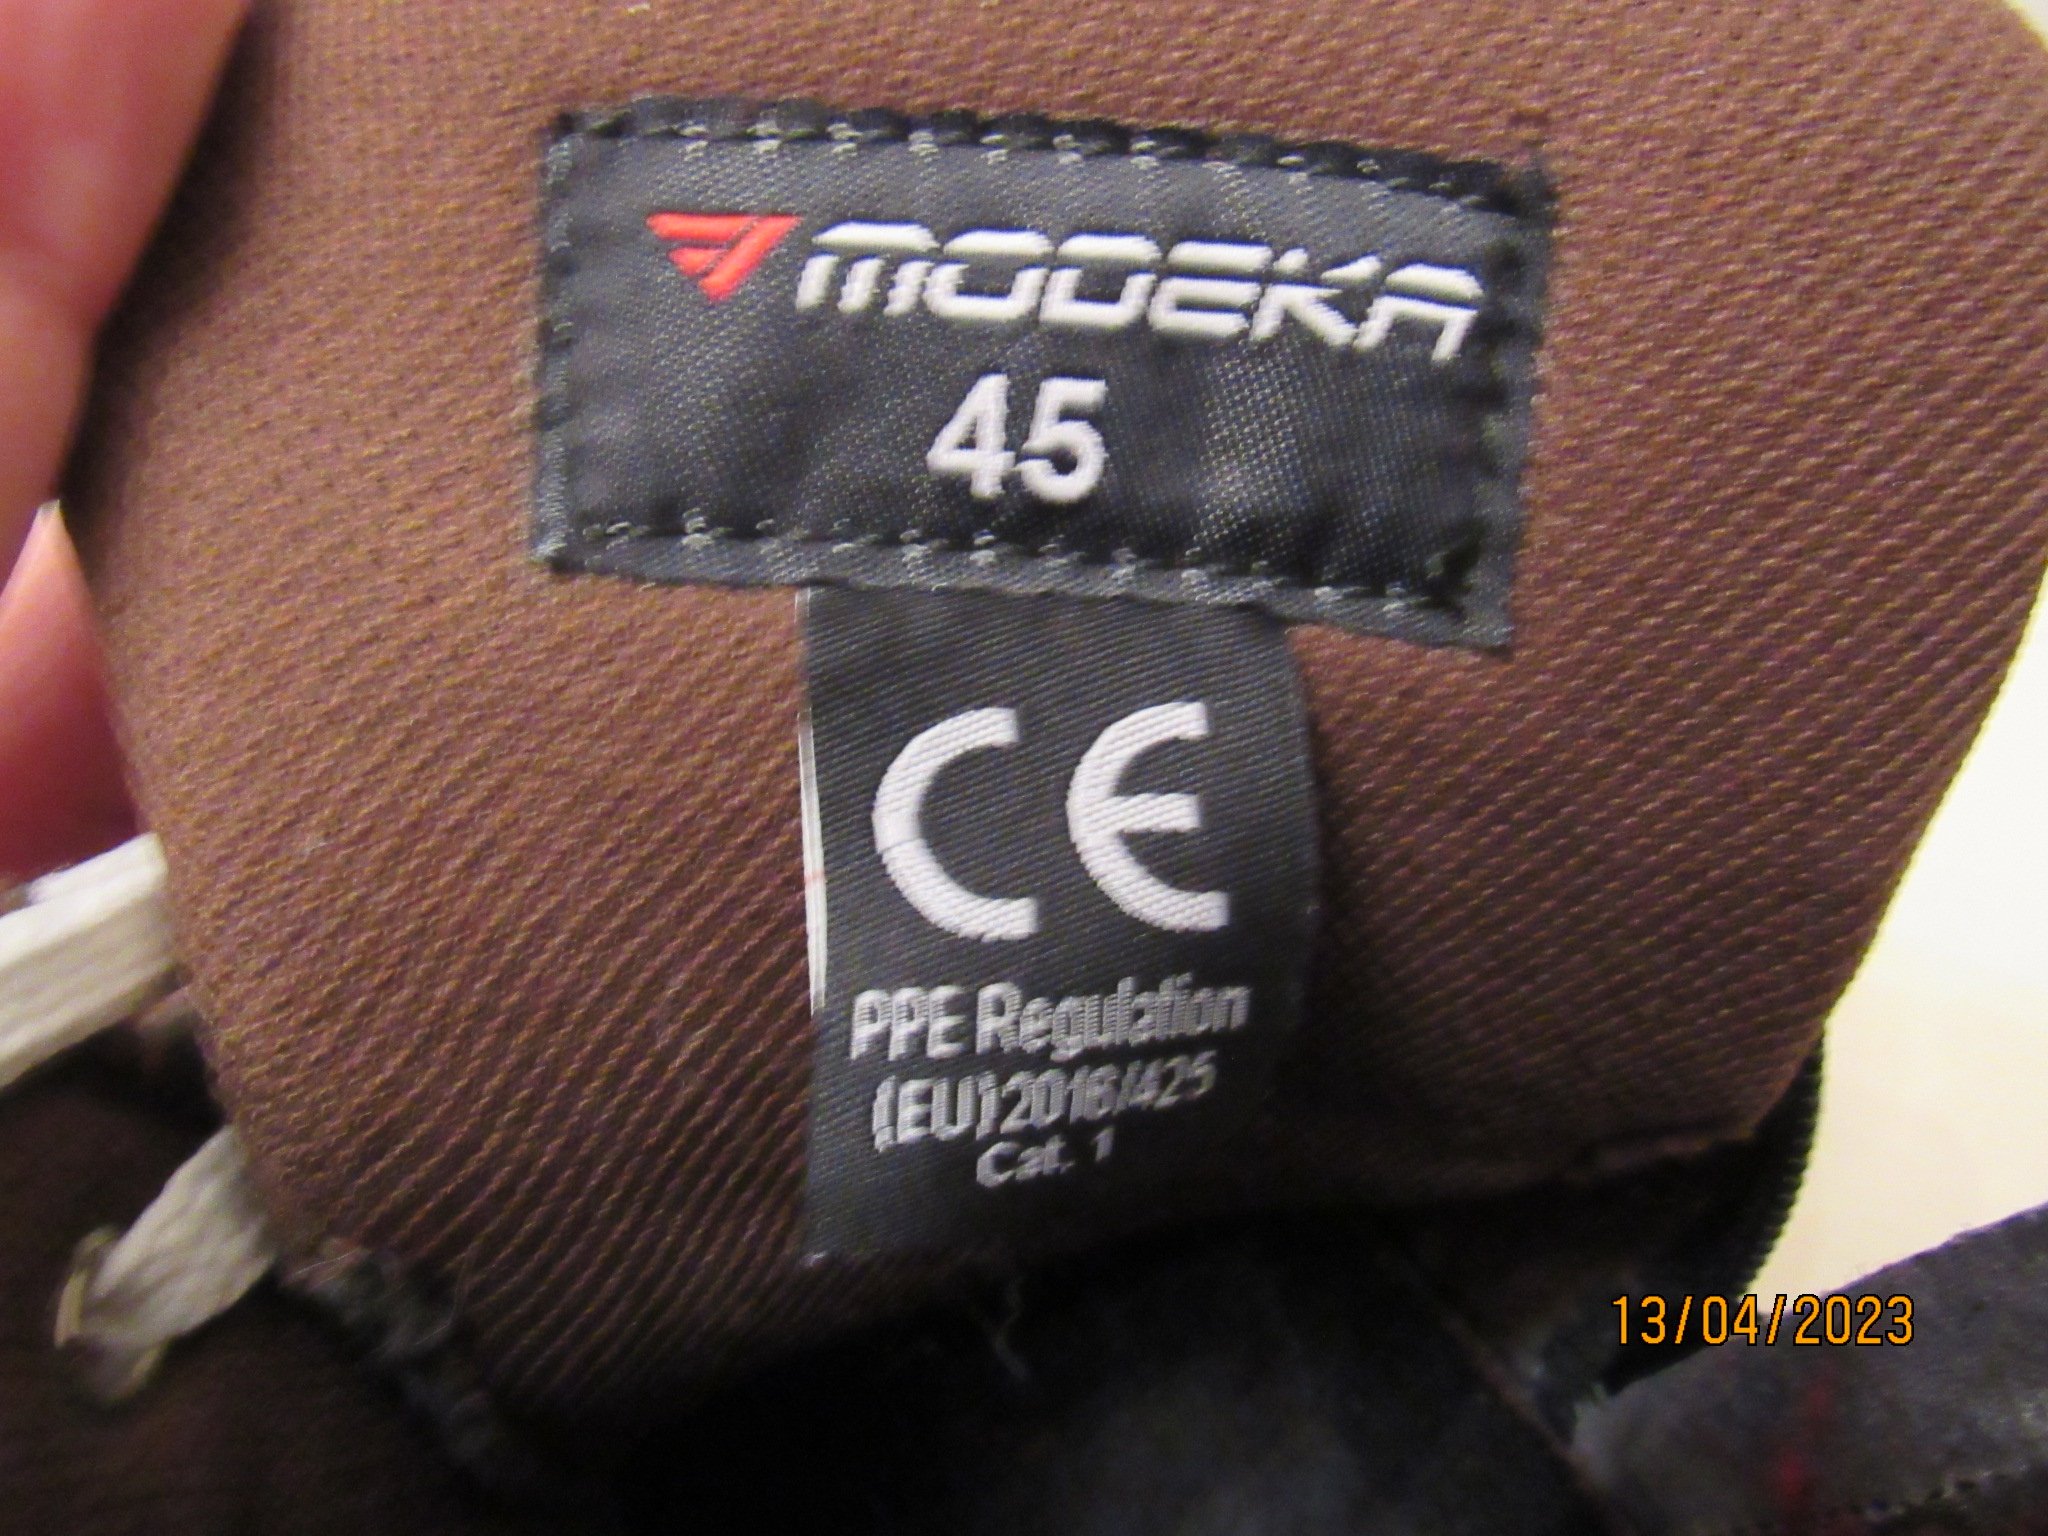 MODEKA
45
CE
PPE Regulation
(EU) 2016/425
Cat. 1
13/04/2023